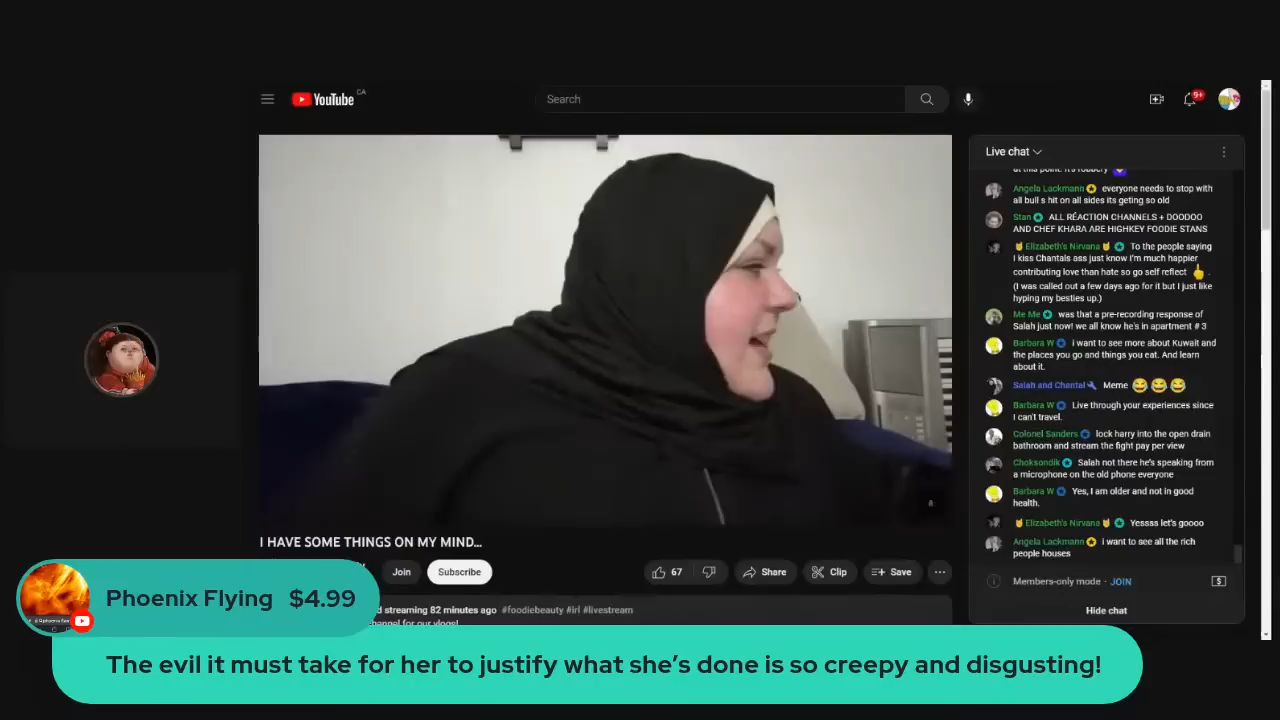 YouTube CA
Search
9+
Live chat
Angela Lackmann everyone needs to stop with
all bull s hit on all sides its geting so old
Stan ALL RÉACTION CHANNELS + DOODOO
AND CHEF KHARA ARE HIGHKEY FOODIE STANS
Elizabeth's Nirvana To the people saying
I kiss Chantals ass just know I'm much happier
contributing love than hate so go self reflect .
(I was called out a few days ago for it but I just like
hyping my besties up.)
Me Me was that a pre-recording response of
Salah just now! we all know he's in apartment # 3
Barbara W i want to see more about Kuwait and
the places you go and things you eat. And learn
about it.
Salah and Chantal Meme
Barbara W Live through your experiences since
I can't travel.
Colonel Sanders lock harry into the open drain
bathroom and stream the fight pay per view
Choksondik Salah not there he's speaking from
a microphone on the old phone everyone
Barbara W Yes, I am older and not in good
health.
Elizabeth's Nirvana Yessss let's goooo
Angela Lackmann i want to see all the rich
people houses
Members-only mode - JOIN
Hide chat
I HAVE SOME THINGS ON MY MIND...
Join
Subscribe
67
Share
Clip
Save
d streaming 82 minutes ago #foodiebeauty #irl #livestream
hannel for our vlogs!
Phoenix Flying $4.99
The evil it must take for her to justify what she's done is so creepy and disgusting!